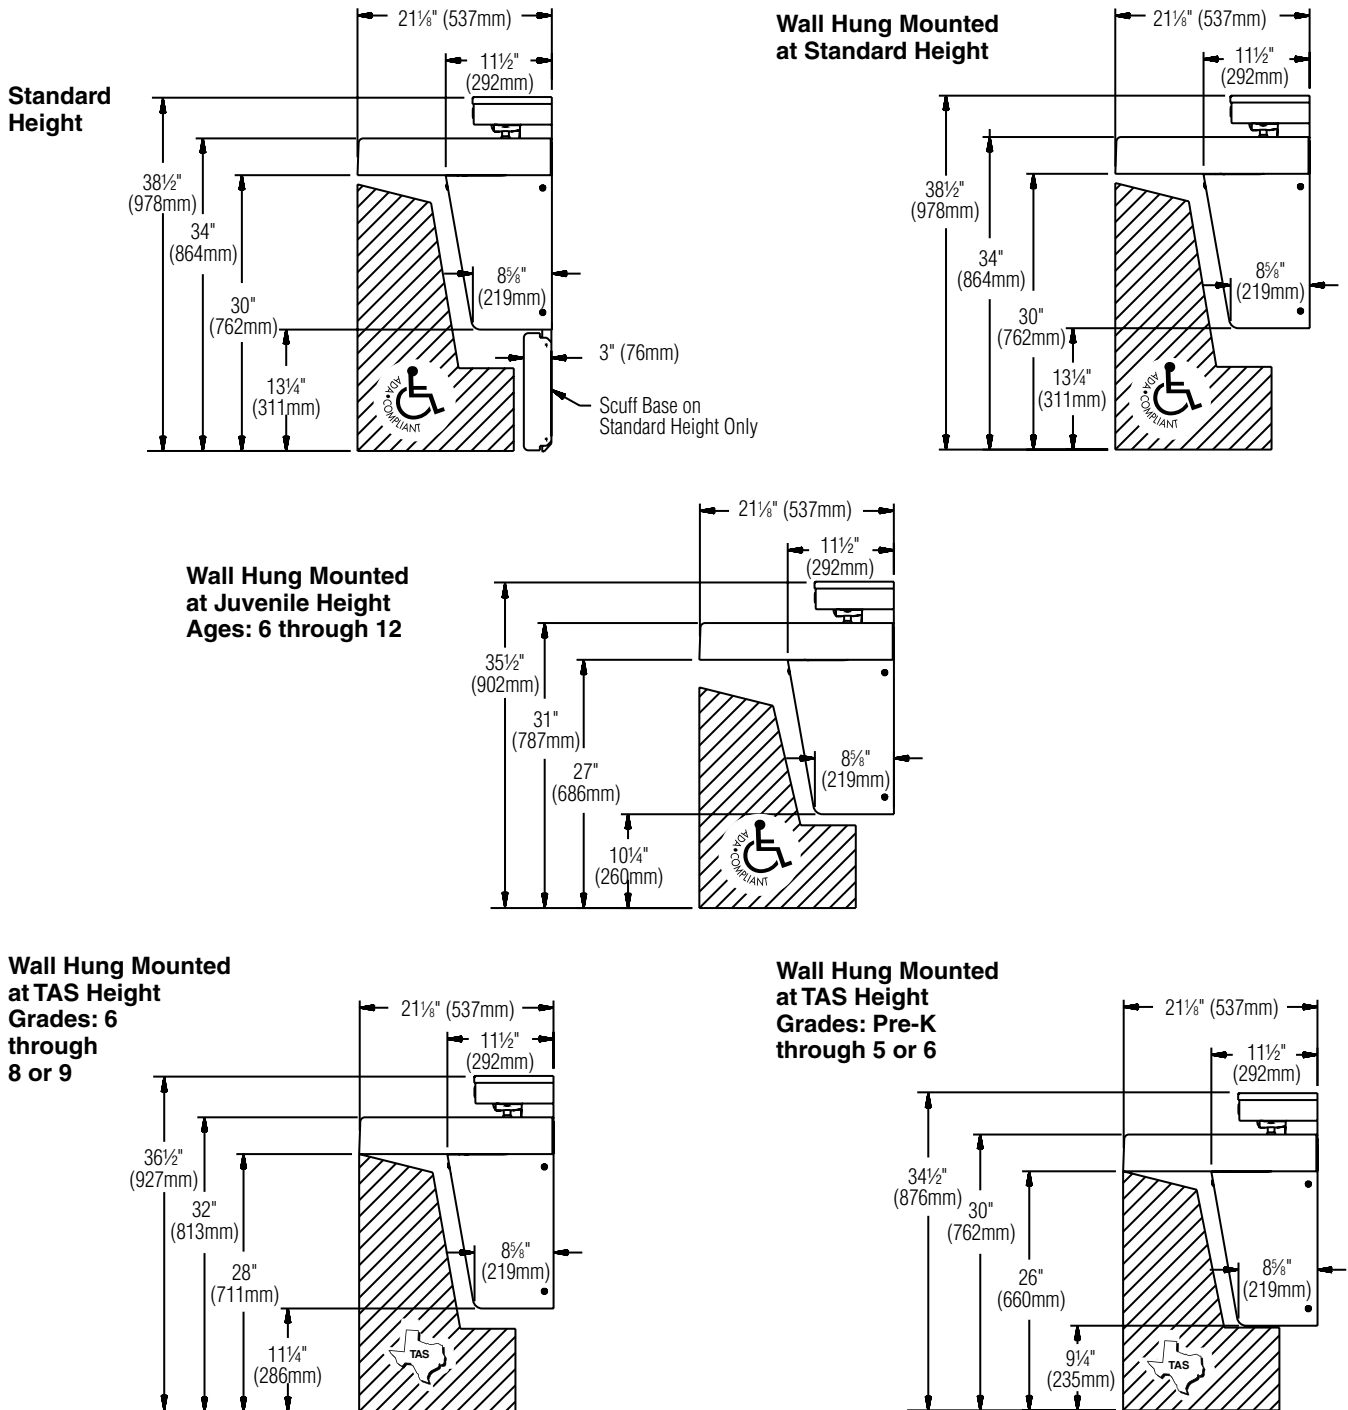 Standard
Height
21⅛" (537mm)
11½"
(292mm)
38½"
(978mm)
34"
(864mm)
30"
(762mm)
8⅝"
(219mm)
13¼"
(311mm)
3" (76mm)
Scuff Base on
Standard Height Only
ADA • COMPLIANT
Wall Hung Mounted
at Standard Height
21⅛" (537mm)
11½"
(292mm)
38½"
(978mm)
34"
(864mm)
30"
(762mm)
8⅝"
(219mm)
13¼"
(311mm)
ADA • COMPLIANT
Wall Hung Mounted
at Juvenile Height
Ages: 6 through 12
21⅛" (537mm)
11½"
(292mm)
35½"
(902mm)
31"
(787mm)
27"
(686mm)
8⅝"
(219mm)
10¼"
(260mm)
ADA • COMPLIANT
Wall Hung Mounted
at TAS Height
Grades: 6
through
8 or 9
21⅛" (537mm)
11½"
(292mm)
36½"
(927mm)
32"
(813mm)
28"
(711mm)
8⅝"
(219mm)
11¼"
(286mm)
TAS
Wall Hung Mounted
at TAS Height
Grades: Pre-K
through 5 or 6
21⅛" (537mm)
11½"
(292mm)
34½"
(876mm)
30"
(762mm)
26"
(660mm)
8⅝"
(219mm)
9¼"
(235mm)
TAS